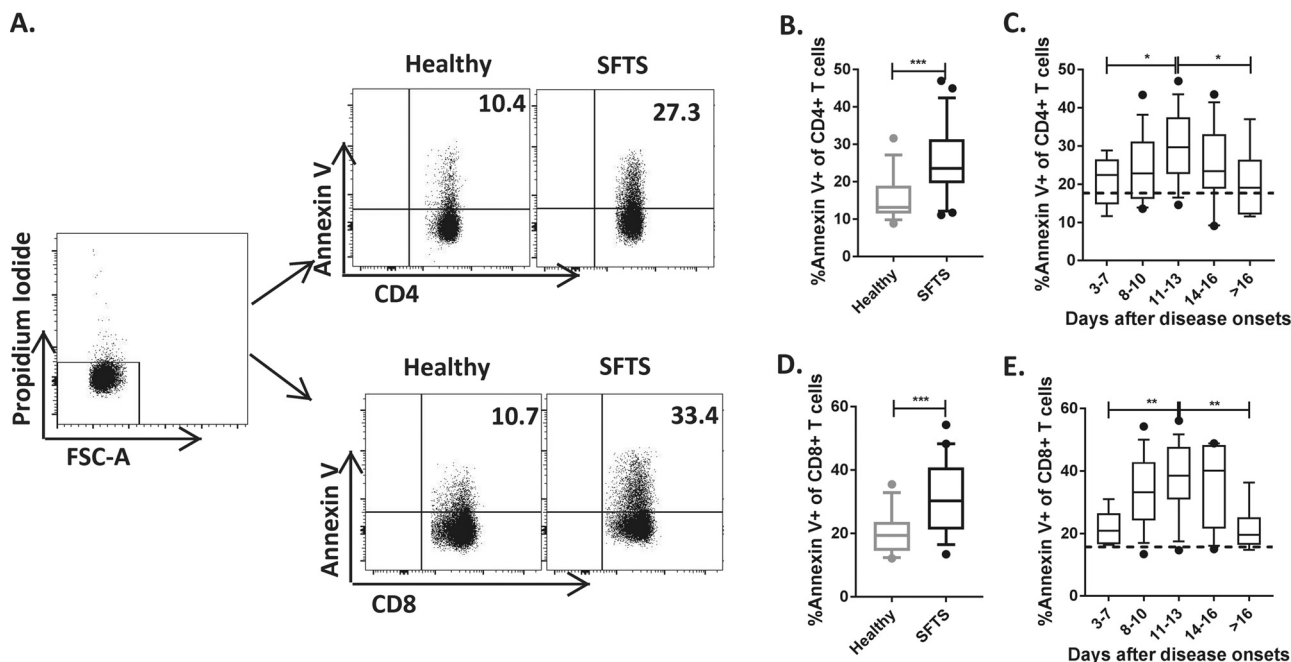 A.
Healthy
SFTS
10.4
27.3
Annexin V
CD4
Propidium Iodide
FSC-A
Healthy
SFTS
10.7
33.4
Annexin V
CD8
B.
***
%Annexin V+ of CD4+ T cells
50
40
30
20
10
0
Healthy
SFTS
C.
*
*
%Annexin V+ of CD4+ T cells
50
40
30
20
10
0
3-7
8-10
11-13
14-16
>16
Days after disease onsets
D.
***
%Annexin V+ of CD8+ T cells
60
40
20
0
Healthy
SFTS
E.
**
**
%Annexin V+ of CD8+ T cells
60
40
20
0
3-7
8-10
11-13
14-16
>16
Days after disease onsets